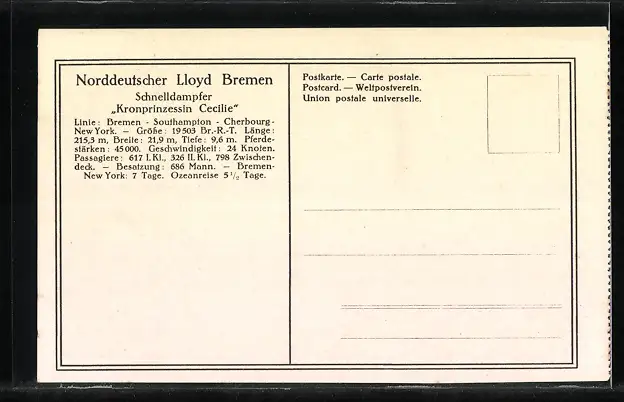 Norddeutscher Lloyd Bremen
Schnelldampfer
„Kronprinzessin Cecilie“
Linie: Bremen - Southampton - Cherbourg-
New York. — Größe: 19503 Br.-R.-T. Länge:
215,3 m, Breite: 21,9 m, Tiefe: 9,6 m. Pferde-
stärken: 45000. Geschwindigkeit: 24 Knoten.
Passagiere: 617 I. Kl., 326 II. Kl., 798 Zwischen-
deck. — Besatzung: 686 Mann. — Bremen-
New York: 7 Tage. Ozeanreise 5 1/2 Tage.
Postkarte. — Carte postale.
Postcard. — Weltpostverein.
Union postale universelle.